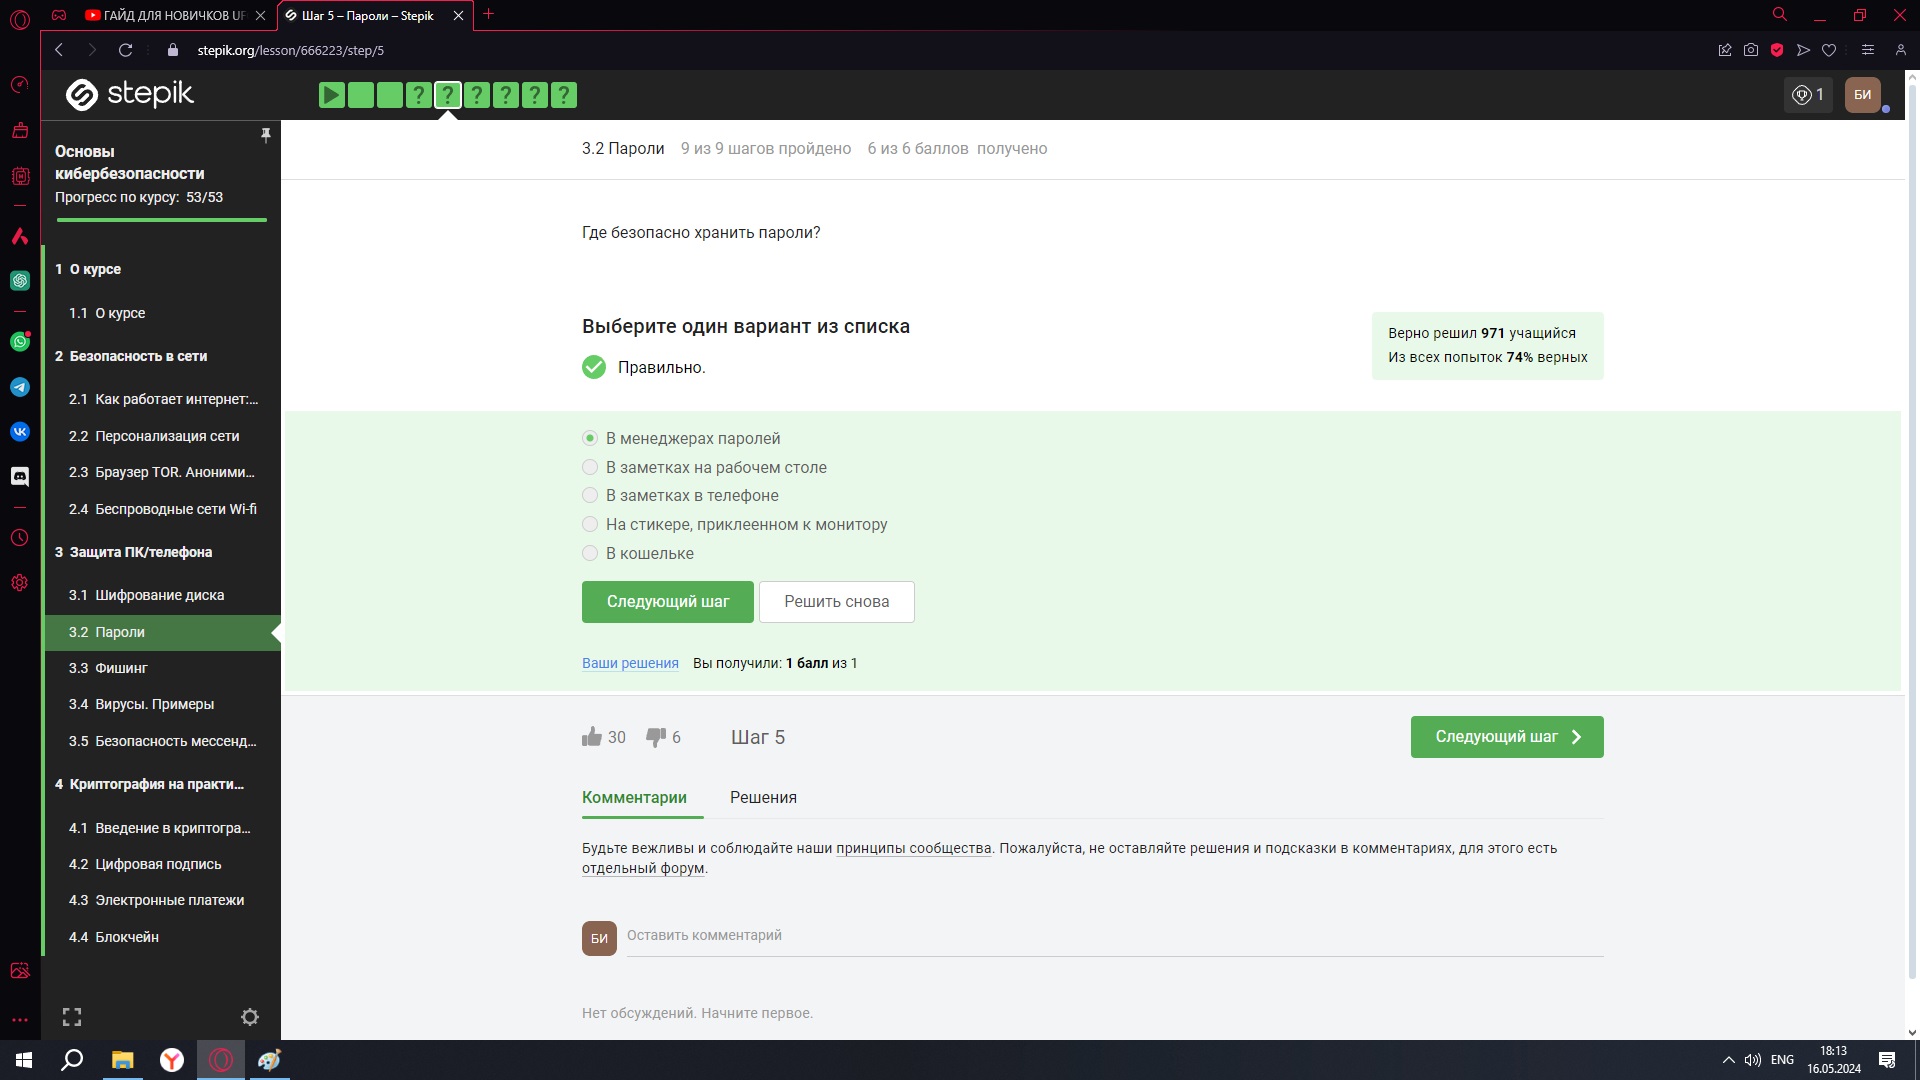 ГАЙД ДЛЯ НОВИЧКОВ UF
Шаг 5 – Пароли – Stepik
stepik.org/lesson/666223/step/5
stepik
? ? ? ? ? ?
1
БИ
Основы
кибербезопасности
Прогресс по курсу: 53/53
1 О курсе
1.1 О курсе
2 Безопасность в сети
2.1 Как работает интернет:...
2.2 Персонализация сети
2.3 Браузер TOR. Аноними...
2.4 Беспроводные сети Wi-fi
3 Защита ПК/телефона
3.1 Шифрование диска
3.2 Пароли
3.3 Фишинг
3.4 Вирусы. Примеры
3.5 Безопасность мессенд...
4 Криптография на практи...
4.1 Введение в криптогра...
4.2 Цифровая подпись
4.3 Электронные платежи
4.4 Блокчейн
3.2 Пароли 9 из 9 шагов пройдено 6 из 6 баллов получено
Где безопасно хранить пароли?
Выберите один вариант из списка
Правильно.
Верно решил 971 учащийся
Из всех попыток 74% верных
В менеджерах паролей
В заметках на рабочем столе
В заметках в телефоне
На стикере, приклеенном к монитору
В кошельке
Следующий шаг
Решить снова
Ваши решения Вы получили: 1 балл из 1
30 6 Шаг 5
Следующий шаг
Комментарии Решения
Будьте вежливы и соблюдайте наши принципы сообщества. Пожалуйста, не оставляйте решения и подсказки в комментариях, для этого есть
отдельный форум.
БИ
Оставить комментарий
Нет обсуждений. Начните первое.
ENG
18:13
16.05.2024